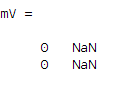 mV =
0 NaN
0 NaN